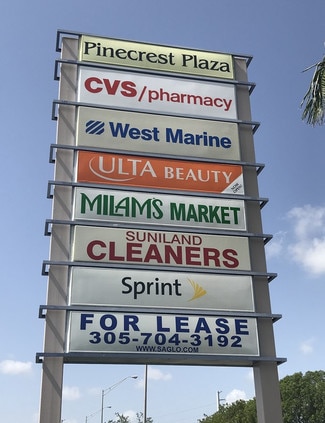 Pinecrest Plaza
CVS/pharmacy
West Marine
ULTA BEAUTY
MILAMS MARKET
SUNILAND
CLEANERS
Sprint
FOR LEASE
305-704-3192
WWW.SAGLO.COM